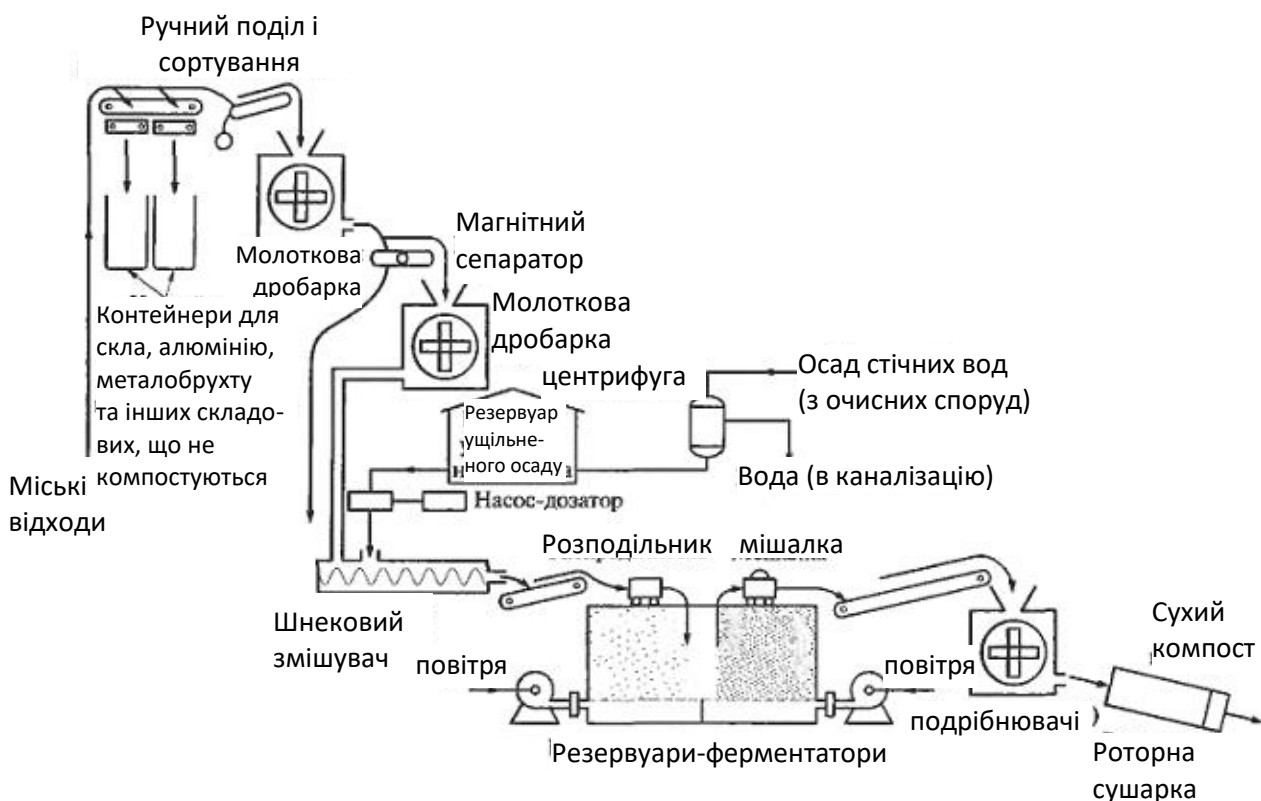 Ручний поділ і
сортування
Магнітний
сепаратор
Молоткова
дробарка
Молоткова
дробарка
Контейнери для
скла, алюмінію,
металобрухту
та інших складо-
вих, що не
компостуються
центрифуга
Осад стічних вод
(з очисних споруд)
Резервуар
ущільне-
ного осаду
Вода (в каналізацію)
Міські
відходи
Насос-дозатор
Розподільник
мішалка
Шнековий
змішувач
Сухий
компост
повітря
повітря
подрібнювачі
Резервуари-ферментатори
Роторна
сушарка